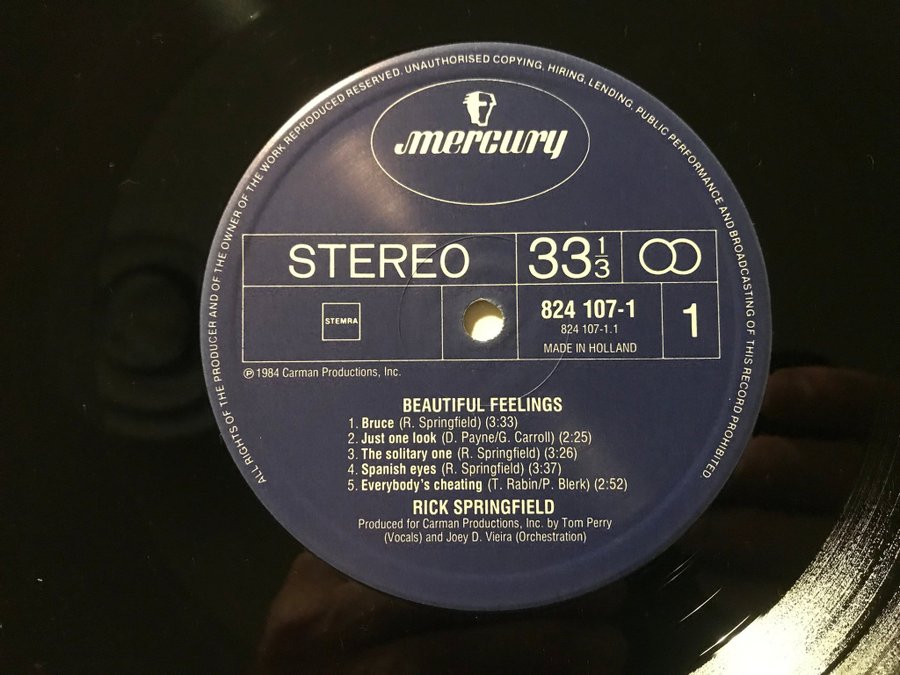 ALL RIGHTS OF THE PRODUCER AND OF THE OWNER OF THE WORK REPRODUCED RESERVED. UNAUTHORISED COPYING, HIRING, LENDING, PUBLIC PERFORMANCE AND BROADCASTING OF THIS RECORD PROHIBITED.
mercury
STEREO
33 1/3
STEMRA
824 107-1
824 107-1.1
MADE IN HOLLAND
1
℗ 1984 Carman Productions, Inc.
BEAUTIFUL FEELINGS
1. Bruce (R. Springfield) (3:33)
2. Just one look (D. Payne/G. Carroll) (2:25)
3. The solitary one (R. Springfield) (3:26)
4. Spanish eyes (R. Springfield) (3:37)
5. Everybody's cheating (T. Rabin/P. Blerk) (2:52)
RICK SPRINGFIELD
Produced for Carman Productions, Inc. by Tom Perry
(Vocals) and Joey D. Vieira (Orchestration)